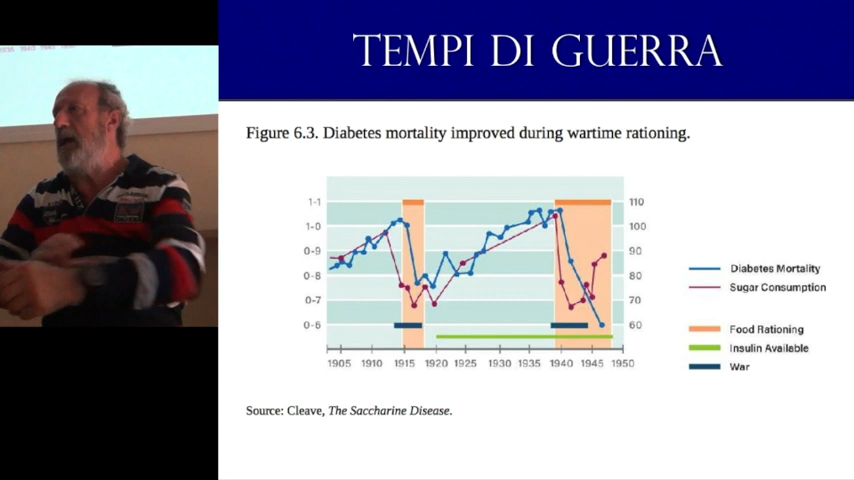 TEMPI DI GUERRA
Figure 6.3. Diabetes mortality improved during wartime rationing.
1-1
110
1-0
100
0-9
90
0-8
80
0-7
70
0-6
60
1905 1910 1915 1920 1925 1930 1935 1940 1945 1950
Diabetes Mortality
Sugar Consumption
Food Rationing
Insulin Available
War
Source: Cleave, The Saccharine Disease.